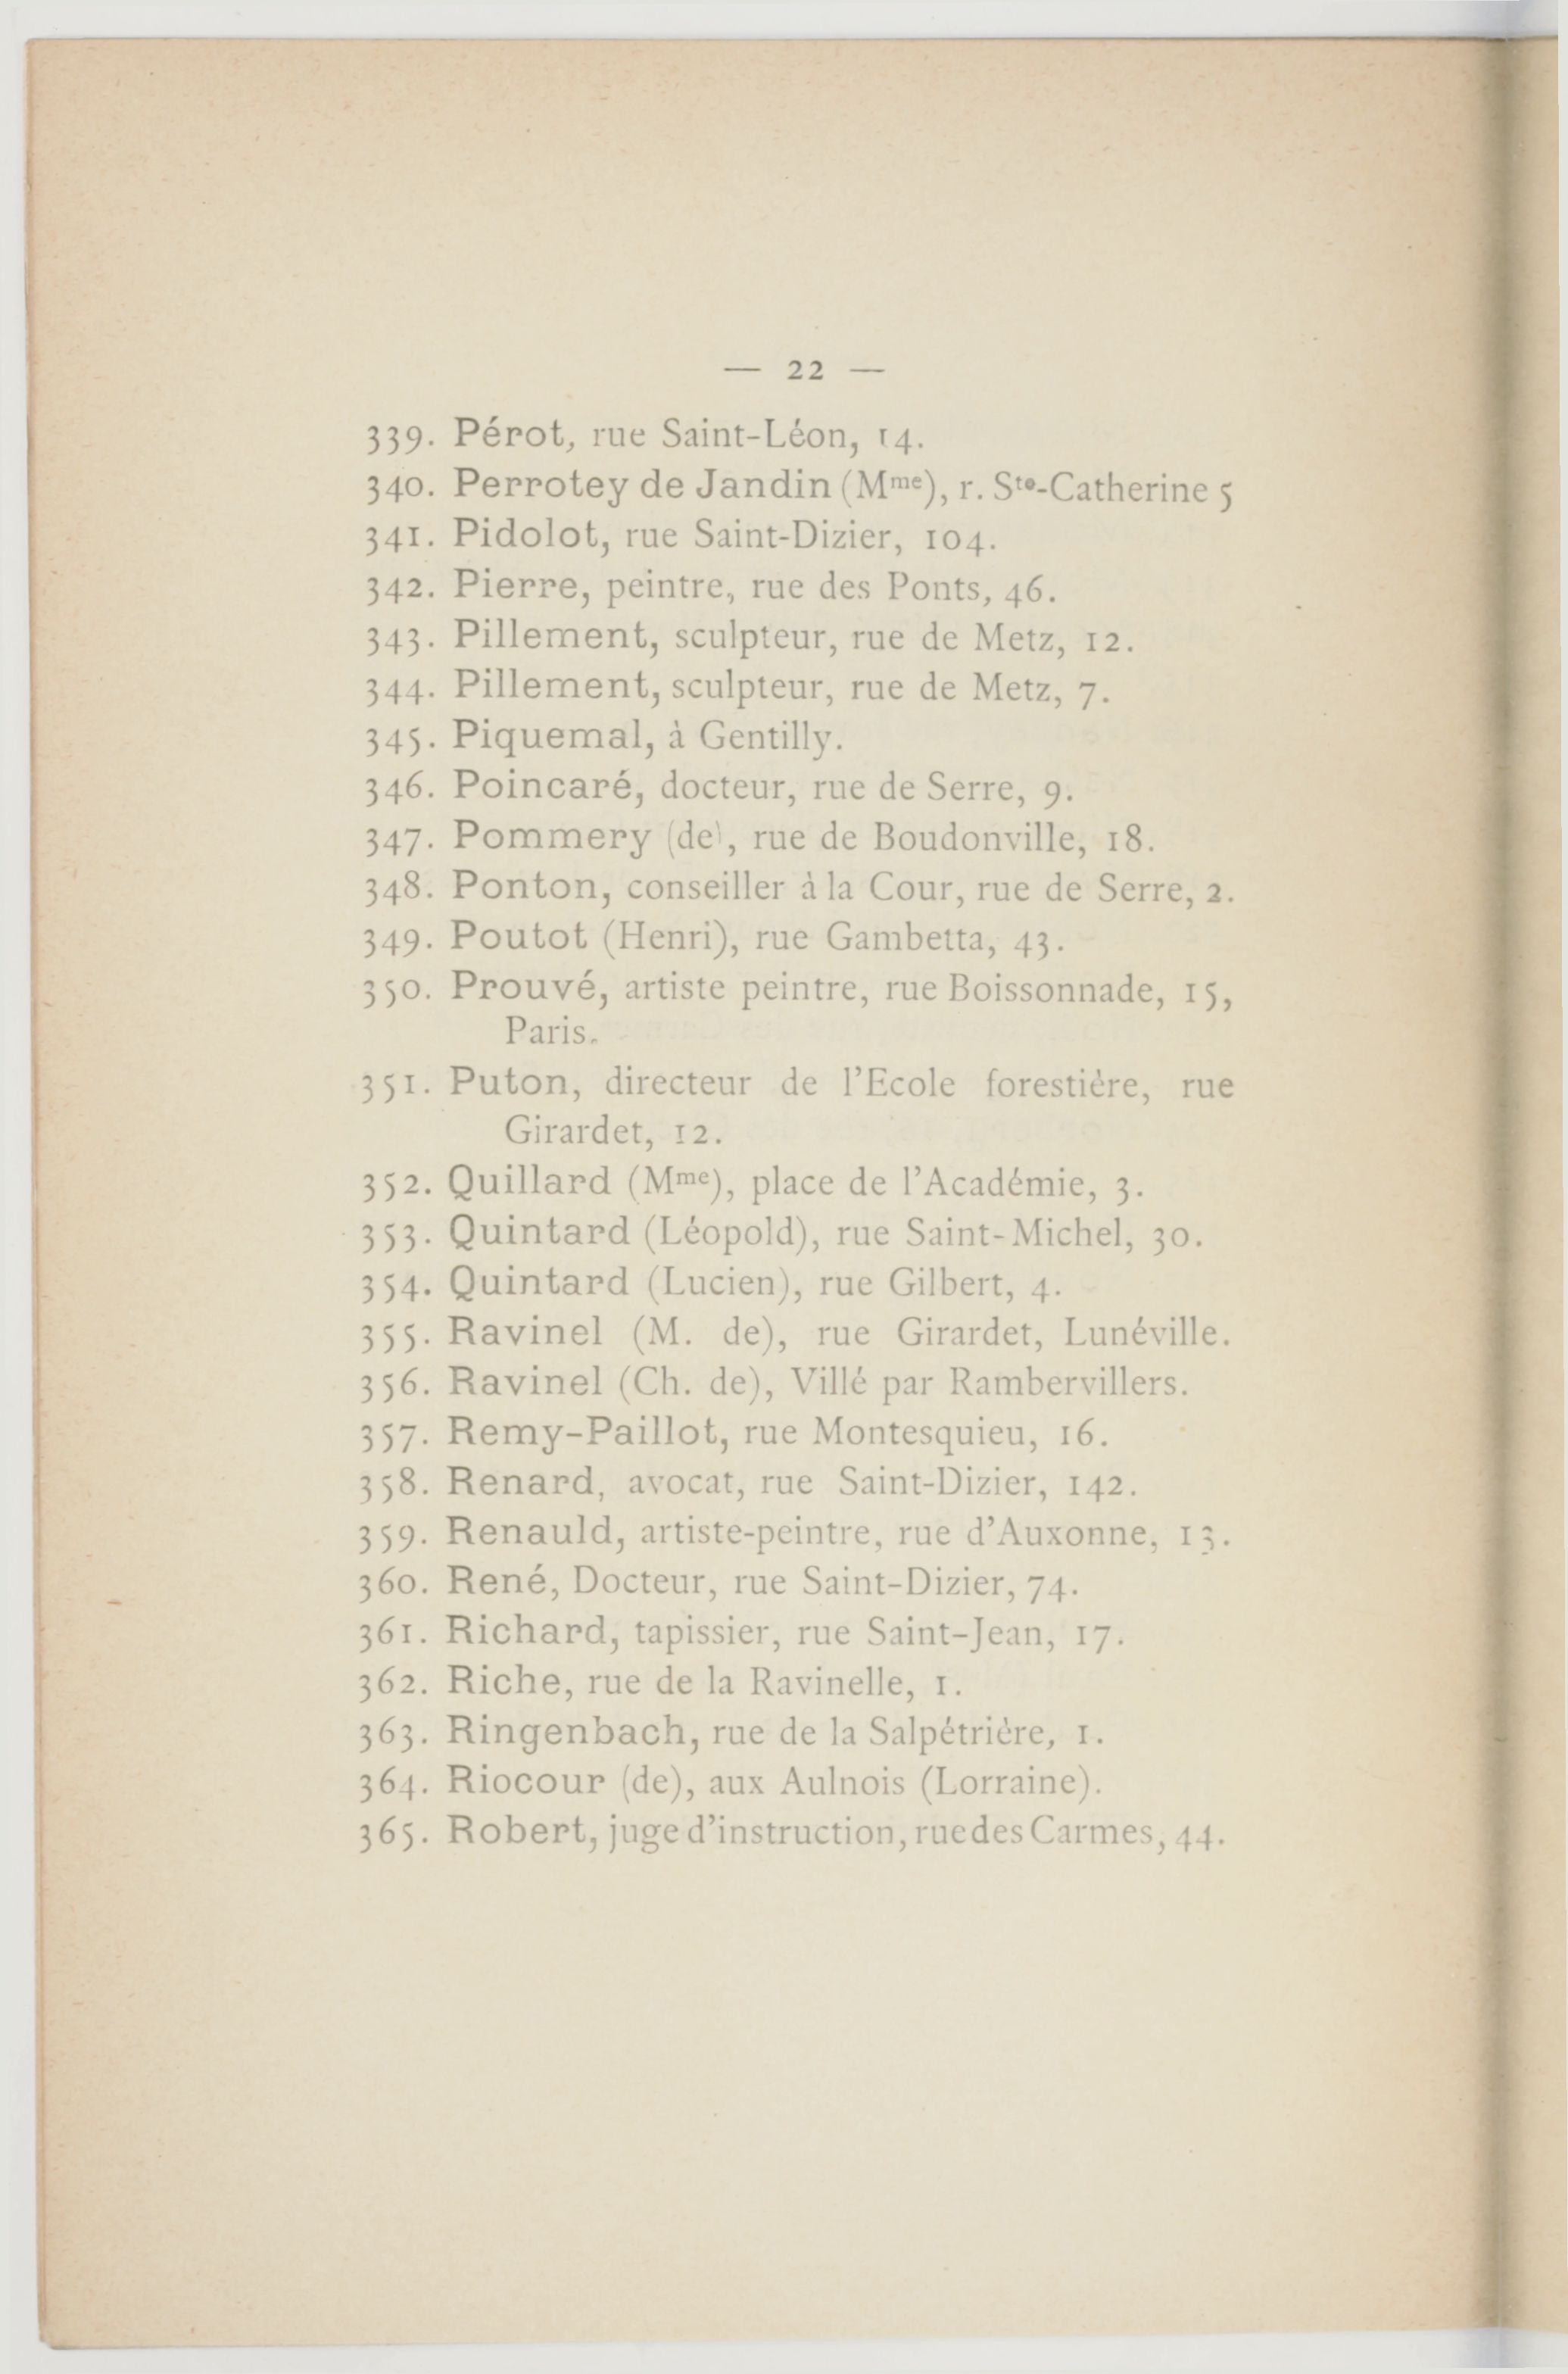 — 22 —
339. Pérot, rue Saint-Léon, 14.
340. Perrotey de Jandin (Mme), r. Ste-Catherine 5
341. Pidolot, rue Saint-Dizier, 104.
342. Pierre, peintre, rue des Ponts, 46.
343. Pillement, sculpteur, rue de Metz, 12.
344. Pillement, sculpteur, rue de Metz, 7.
345. Piquemal, à Gentilly.
346. Poincaré, docteur, rue de Serre, 9.
347. Pommery (de), rue de Boudonville, 18.
348. Ponton, conseiller à la Cour, rue de Serre, 2.
349. Poutot (Henri), rue Gambetta, 43.
350. Prouvé, artiste peintre, rue Boissonnade, 15,
Paris.
351. Puton, directeur de l'Ecole forestière, rue
Girardet, 12.
352. Quillard (Mme), place de l'Académie, 3.
353. Quintard (Léopold), rue Saint-Michel, 30.
354. Quintard (Lucien), rue Gilbert, 4.
355. Ravinel (M. de), rue Girardet, Lunéville.
356. Ravinel (Ch. de), Villé par Rambervillers.
357. Remy-Paillot, rue Montesquieu, 16.
358. Renard, avocat, rue Saint-Dizier, 142.
359. Renauld, artiste-peintre, rue d'Auxonne, 13.
360. René, Docteur, rue Saint-Dizier, 74.
361. Richard, tapissier, rue Saint-Jean, 17.
362. Riche, rue de la Ravinelle, 1.
363. Ringenbach, rue de la Salpétrière, 1.
364. Riocour (de), aux Aulnois (Lorraine).
365. Robert, juge d'instruction, rue des Carmes, 44.